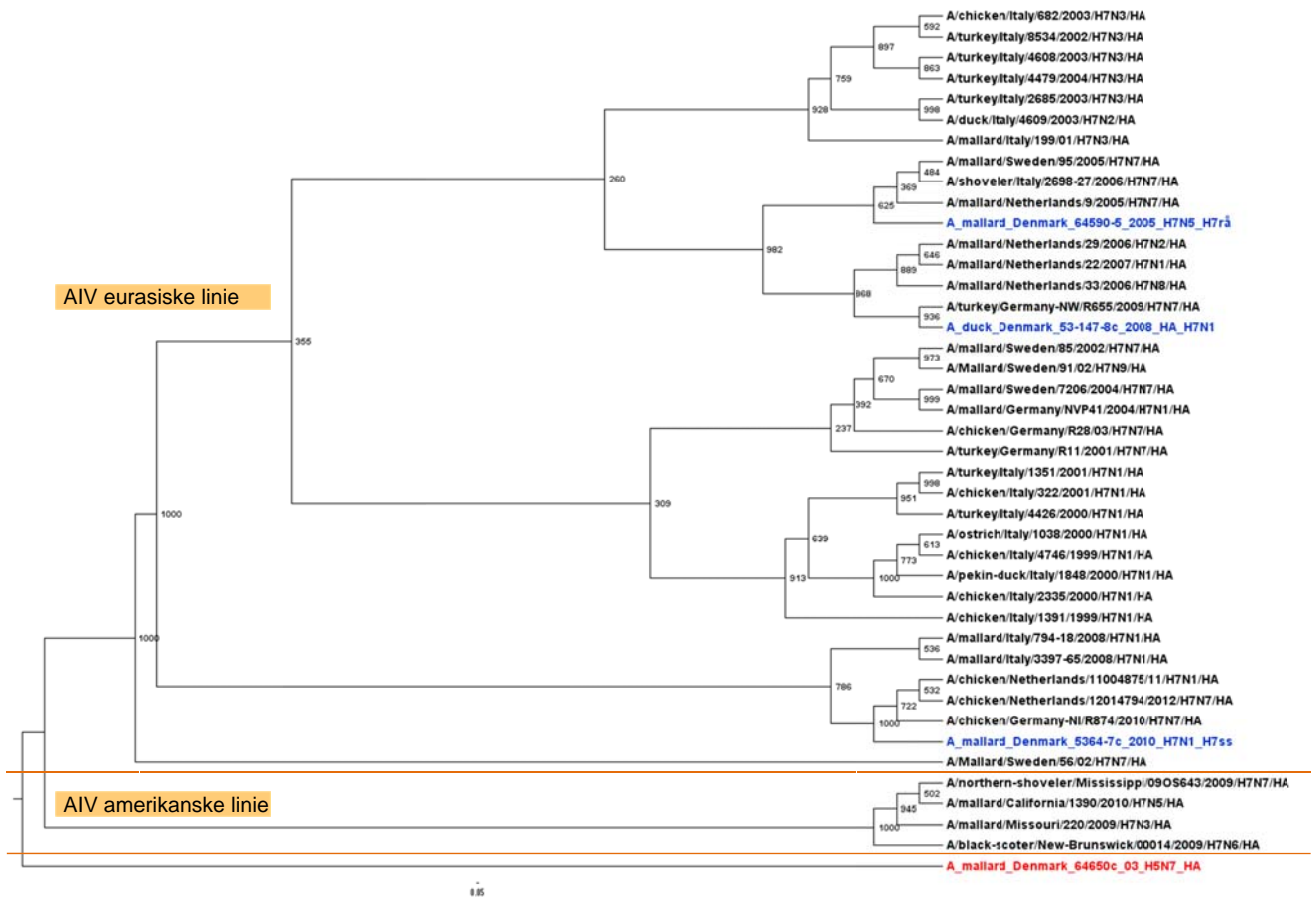 A/chicken/Italy/682/2003/H7N3/HA
592
A/turkey/Italy/8534/2002/H7N3/HA
897
A/turkey/Italy/4608/2003/H7N3/HA
863
759
A/turkey/Italy/4479/2004/H7N3/HA
A/turkey/Italy/2685/2003/H7N3/HA
928
998
A/duck/Italy/4609/2003/H7N2/HA
A/mallard/Italy/199/01/H7N3/HA
A/mallard/Sweden/95/2005/H7N7/HA
484
260
A/shoveler/Italy/2698-27/2006/H7N7/HA
369
A/mallard/Netherlands/9/2005/H7N7/HA
625
A_mallard_Denmark_64590-5_2005_H7N5_H7rå
A/mallard/Netherlands/29/2006/H7N2/HA
982
646
A/mallard/Netherlands/22/2007/H7N1/HA
889
A/mallard/Netherlands/33/2006/H7N8/HA
868
AIV eurasiske linie
A/turkey/Germany-NW/R655/2009/H7N7/HA
936
A_duck_Denmark_53-147-8c_2008_HA_H7N1
355
A/mallard/Sweden/85/2002/H7N7/HA
973
A/Mallard/Sweden/91/02/H7N9/HA
670
A/mallard/Sweden/7206/2004/H7N7/HA
999
392
A/mallard/Germany/NVP41/2004/H7N1/HA
237
A/chicken/Germany/R28/03/H7N7/HA
A/turkey/Germany/R11/2001/H7N7/HA
A/turkey/Italy/1351/2001/H7N1/HA
998
A/chicken/Italy/322/2001/H7N1/HA
951
309
A/turkey/Italy/4426/2000/H7N1/HA
1000
639
A/ostrich/Italy/1038/2000/H7N1/HA
613
A/chicken/Italy/4746/1999/H7N1/HA
773
913
1000
A/pekin-duck/Italy/1848/2000/H7N1/HA
A/chicken/Italy/2335/2000/H7N1/HA
A/chicken/Italy/1391/1999/H7N1/HA
1000
A/mallard/Italy/794-18/2008/H7N1/HA
536
A/mallard/Italy/3397-65/2008/H7N1/HA
786
A/chicken/Netherlands/11004875/11/H7N1/HA
532
A/chicken/Netherlands/12014794/2012/H7N7/HA
722
1000
A/chicken/Germany-NI/R874/2010/H7N7/HA
A_mallard_Denmark_5364-7c_2010_H7N1_H7ss
A/Mallard/Sweden/56/02/H7N7/HA
A/northern-shoveler/Mississippi/09OS643/2009/H7N7/HA
502
AIV amerikanske linie
A/mallard/California/1390/2010/H7N5/HA
945
A/mallard/Missouri/220/2009/H7N3/HA
1000
A/black-scoter/New-Brunswick/00014/2009/H7N6/HA
A_mallard_Denmark_64650c_03_H5N7_HA
0.05